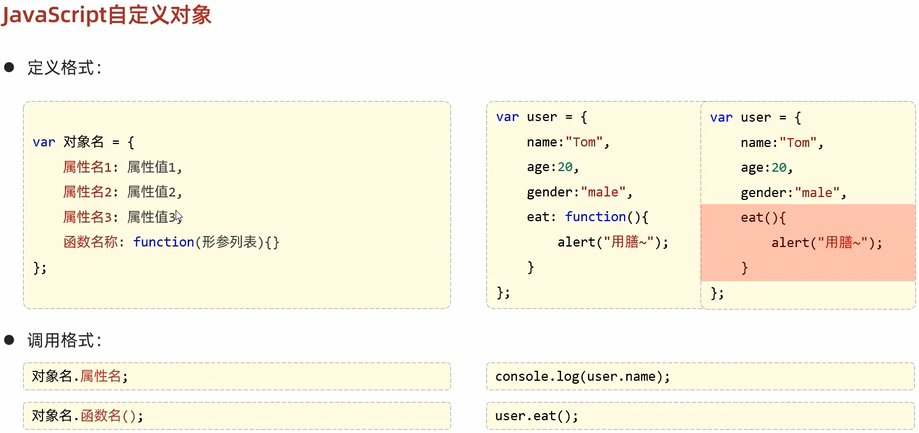 JavaScript自定义对象
● 定义格式：
var 对象名 = {
属性名1: 属性值1,
属性名2: 属性值2,
属性名3: 属性值3,
函数名称: function(形参列表){}
};
var user = {
name:"Tom",
age:20,
gender:"male",
eat: function(){
alert("用膳~");
}
};
var user = {
name:"Tom",
age:20,
gender:"male",
eat(){
alert("用膳~");
}
};
● 调用格式：
对象名.属性名;
console.log(user.name);
对象名.函数名();
user.eat();